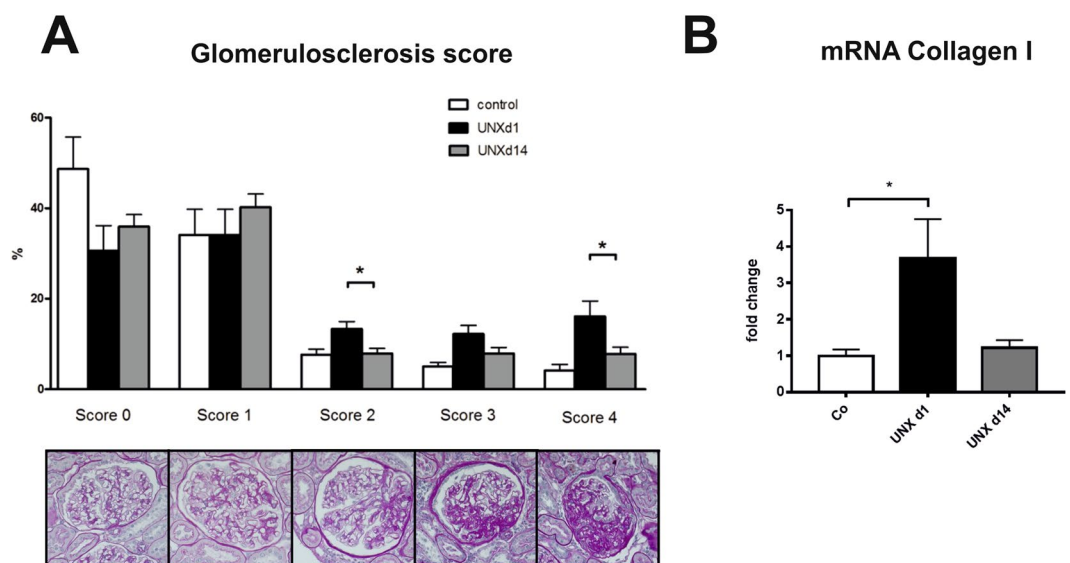 A
Glomerulosclerosis score
control
UNXd1
UNXd14
60
40
20
0
%
*
*
Score 0
Score 1
Score 2
Score 3
Score 4
B
mRNA Collagen I
*
5
4
3
2
1
0
fold change
Co
UNX d1
UNX d14